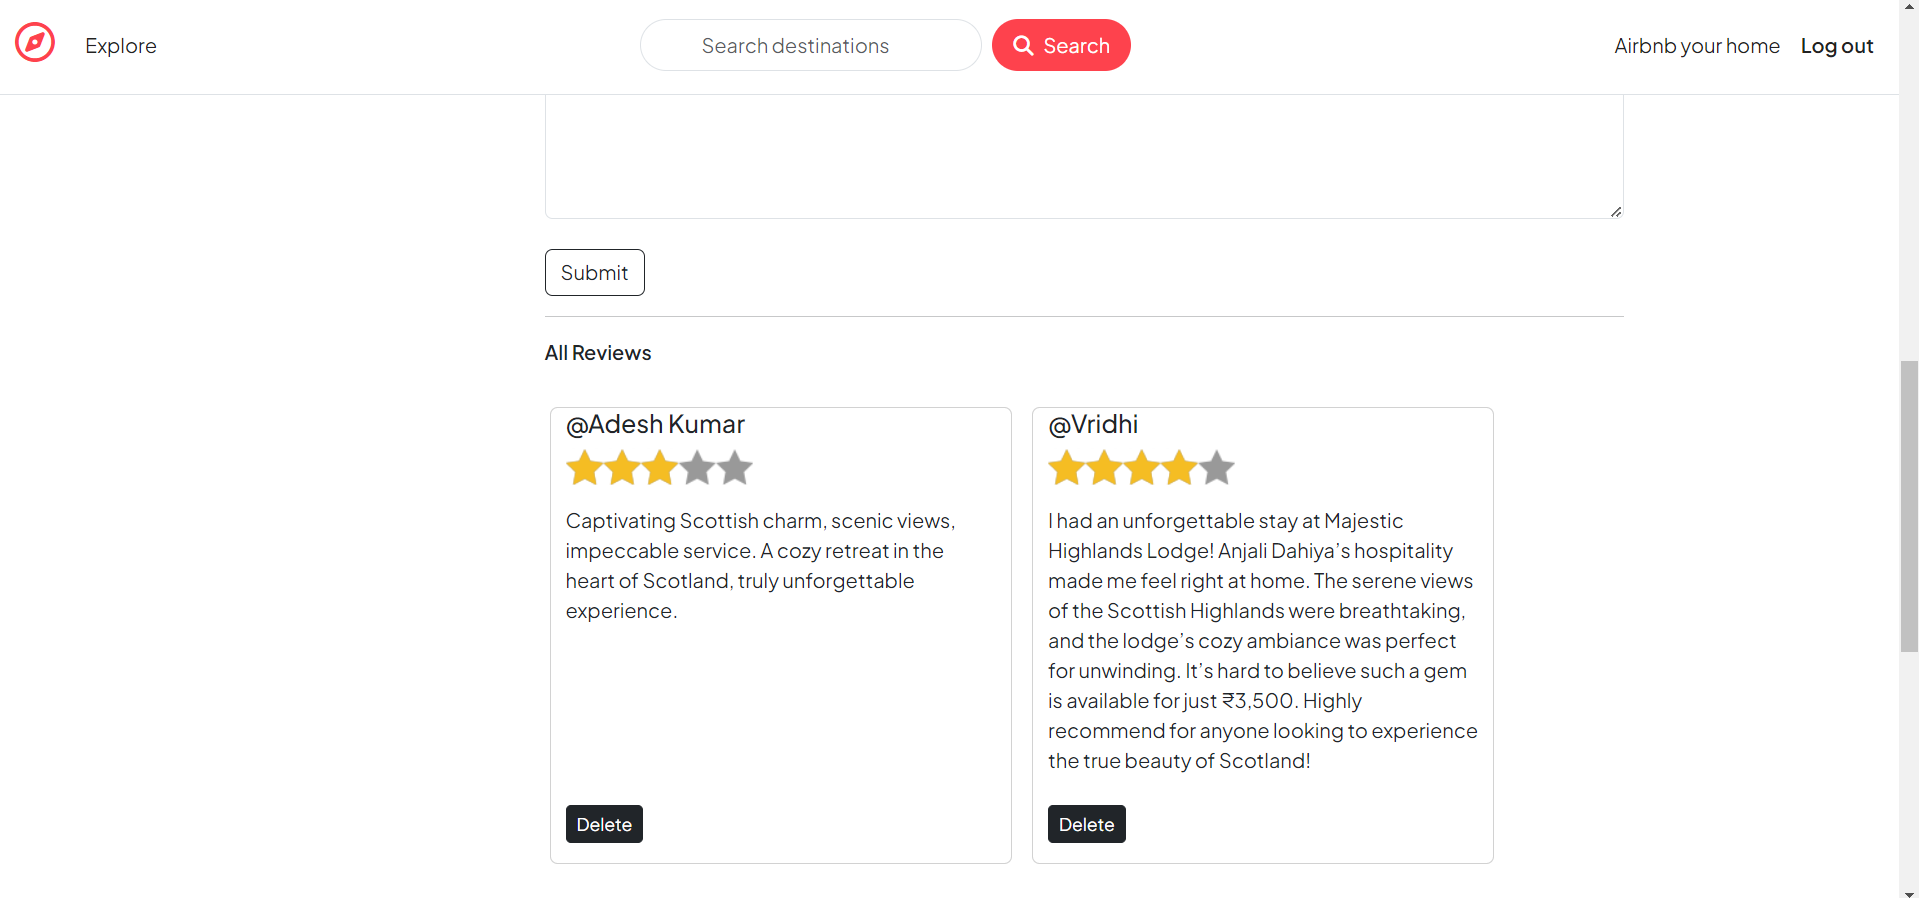 Explore
Search destinations
Search
Airbnb your home
Log out
Submit
All Reviews
@Adesh Kumar
Captivating Scottish charm, scenic views,
impeccable service. A cozy retreat in the
heart of Scotland, truly unforgettable
experience.
Delete
@Vridhi
I had an unforgettable stay at Majestic
Highlands Lodge! Anjali Dahiya’s hospitality
made me feel right at home. The serene views
of the Scottish Highlands were breathtaking,
and the lodge’s cozy ambiance was perfect
for unwinding. It’s hard to believe such a gem
is available for just ₹3,500. Highly
recommend for anyone looking to experience
the true beauty of Scotland!
Delete